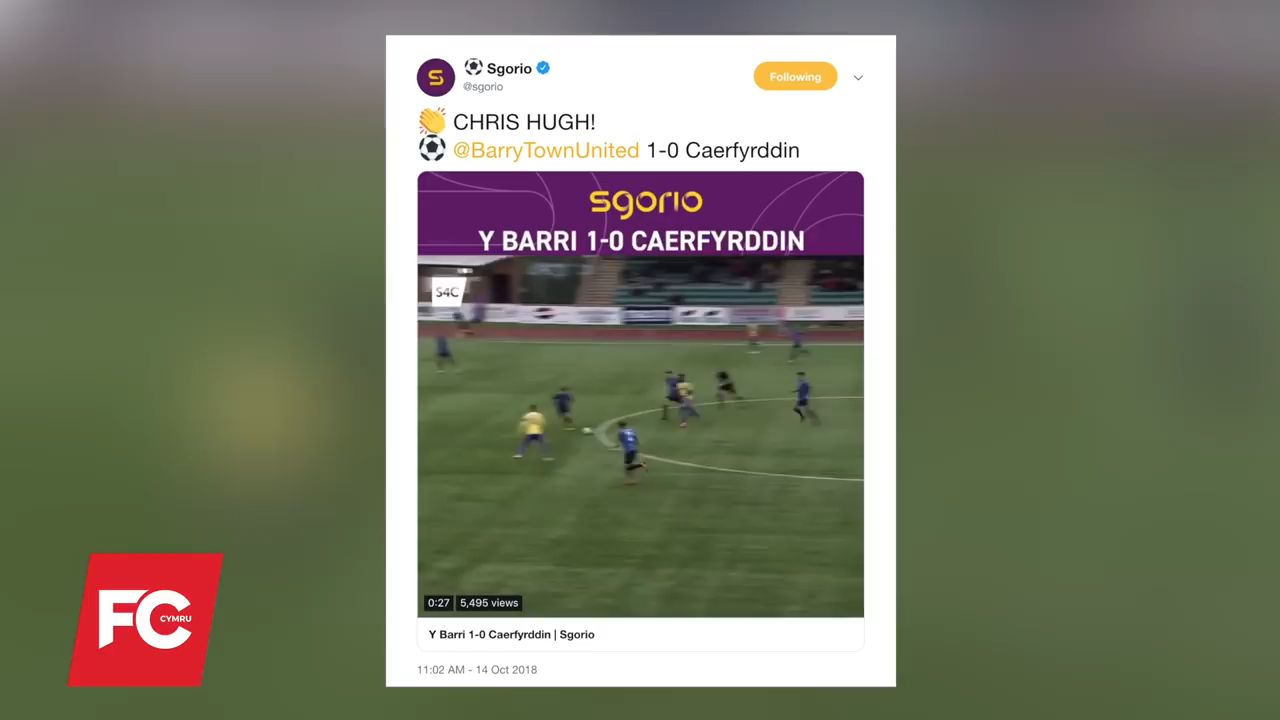 S
Sgorio
@sgorio
Following
CHRIS HUGH!
@BarryTownUnited 1-0 Caerfyrddin
sgorio
Y BARRI 1-0 CAERFYRDDIN
S4C
0:27 5,495 views
Y Barri 1-0 Caerfyrddin | Sgorio
11:02 AM - 14 Oct 2018
FC CYMRU